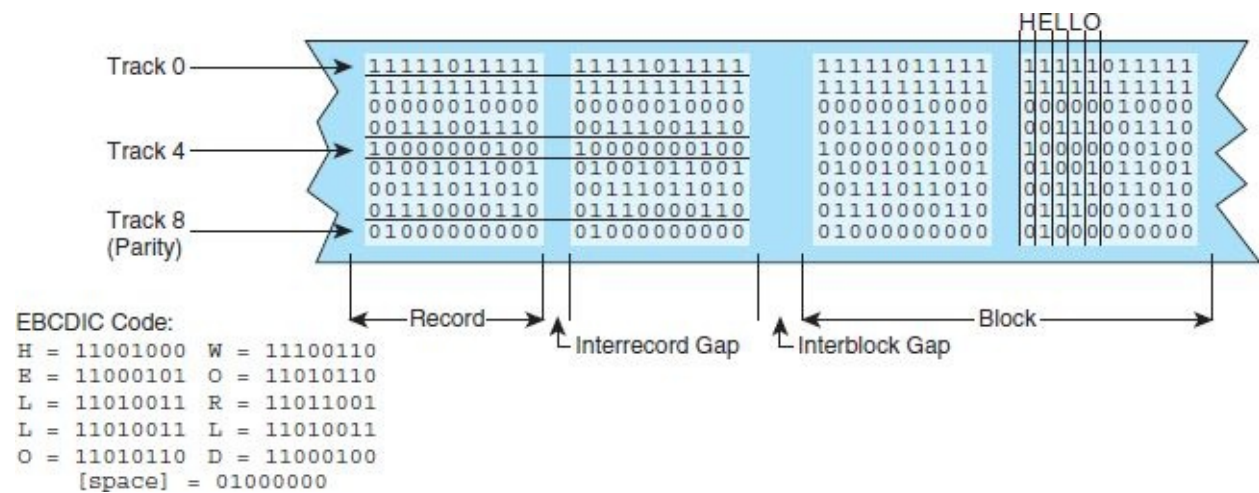 HELLO
Track 0
11111011111 11111011111 11111011111 11111011111
11111111111 11111111111 11111111111 11111111111
00000010000 00000010000 00000010000 00000010000
00111001110 00111001110 00111001110 00111001110
Track 4
10000000100 10000000100 10000000100 10000000100
01001011001 01001011001 01001011001 01001011001
00111011010 00111011010 00111011010 00111011010
01110000110 01110000110 01110000110 01110000110
Track 8
(Parity)
01000000000 01000000000 01000000000 01000000000
Record
Interrecord Gap
Interblock Gap
Block
EBCDIC Code:
H = 11001000 W = 11100110
E = 11000101 O = 11010110
L = 11010011 R = 11011001
L = 11010011 L = 11010011
O = 11010110 D = 11000100
[space] = 01000000